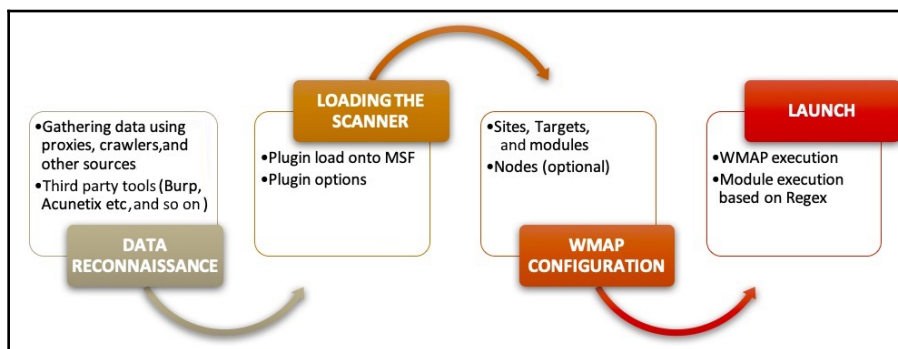 •Gathering data using
proxies, crawlers,and
other sources
•Third party tools (Burp,
Acunetix etc,and so on )
DATA
RECONNAISSANCE
LOADING THE
SCANNER
•Plugin load onto MSF
•Plugin options
•Sites, Targets,
and modules
•Nodes (optional)
WMAP
CONFIGURATION
LAUNCH
•WMAP execution
•Module execution
based on Regex